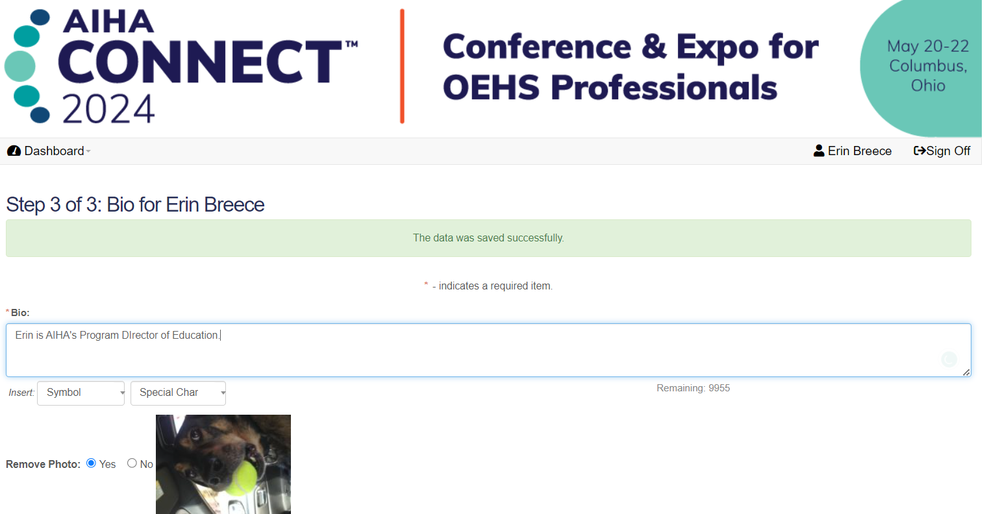 AIHA
CONNECT™
2024
Conference & Expo for
OEHS Professionals
May 20-22
Columbus,
Ohio
Dashboard
Erin Breece
Sign Off
Step 3 of 3: Bio for Erin Breece
The data was saved successfully.
* - indicates a required item.
*Bio:
Erin is AIHA's Program DIrector of Education.
Insert: Symbol Special Char
Remaining: 9955
Remove Photo: Yes No